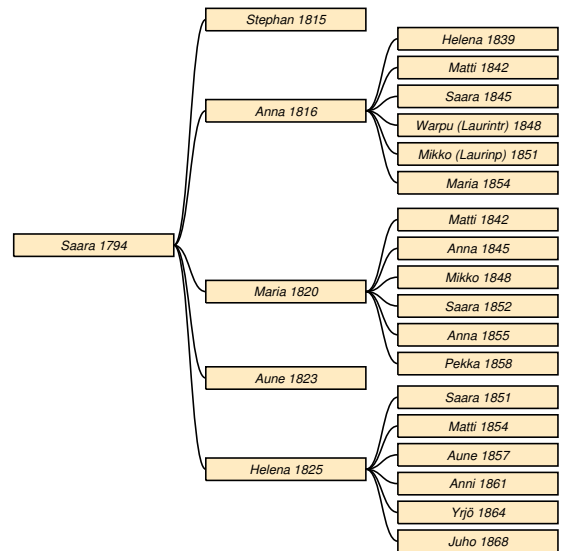 Stephan 1815
Helena 1839
Matti 1842
Saara 1845
Anna 1816
Warpu (Laurintr) 1848
Mikko (Laurinp) 1851
Maria 1854
Matti 1842
Saara 1794
Anna 1845
Mikko 1848
Maria 1820
Saara 1852
Anna 1855
Pekka 1858
Aune 1823
Saara 1851
Matti 1854
Aune 1857
Helena 1825
Anni 1861
Yrjö 1864
Juho 1868